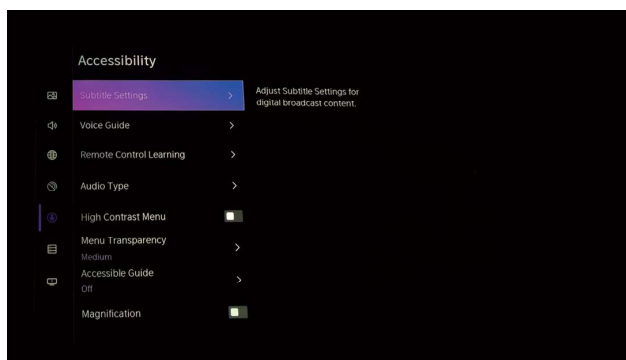 Accessibility
Subtitle Settings
Adjust Subtitle Settings for
digital broadcast content.
Voice Guide
Remote Control Learning
Audio Type
High Contrast Menu
Menu Transparency
Medium
Accessible Guide
Off
Magnification